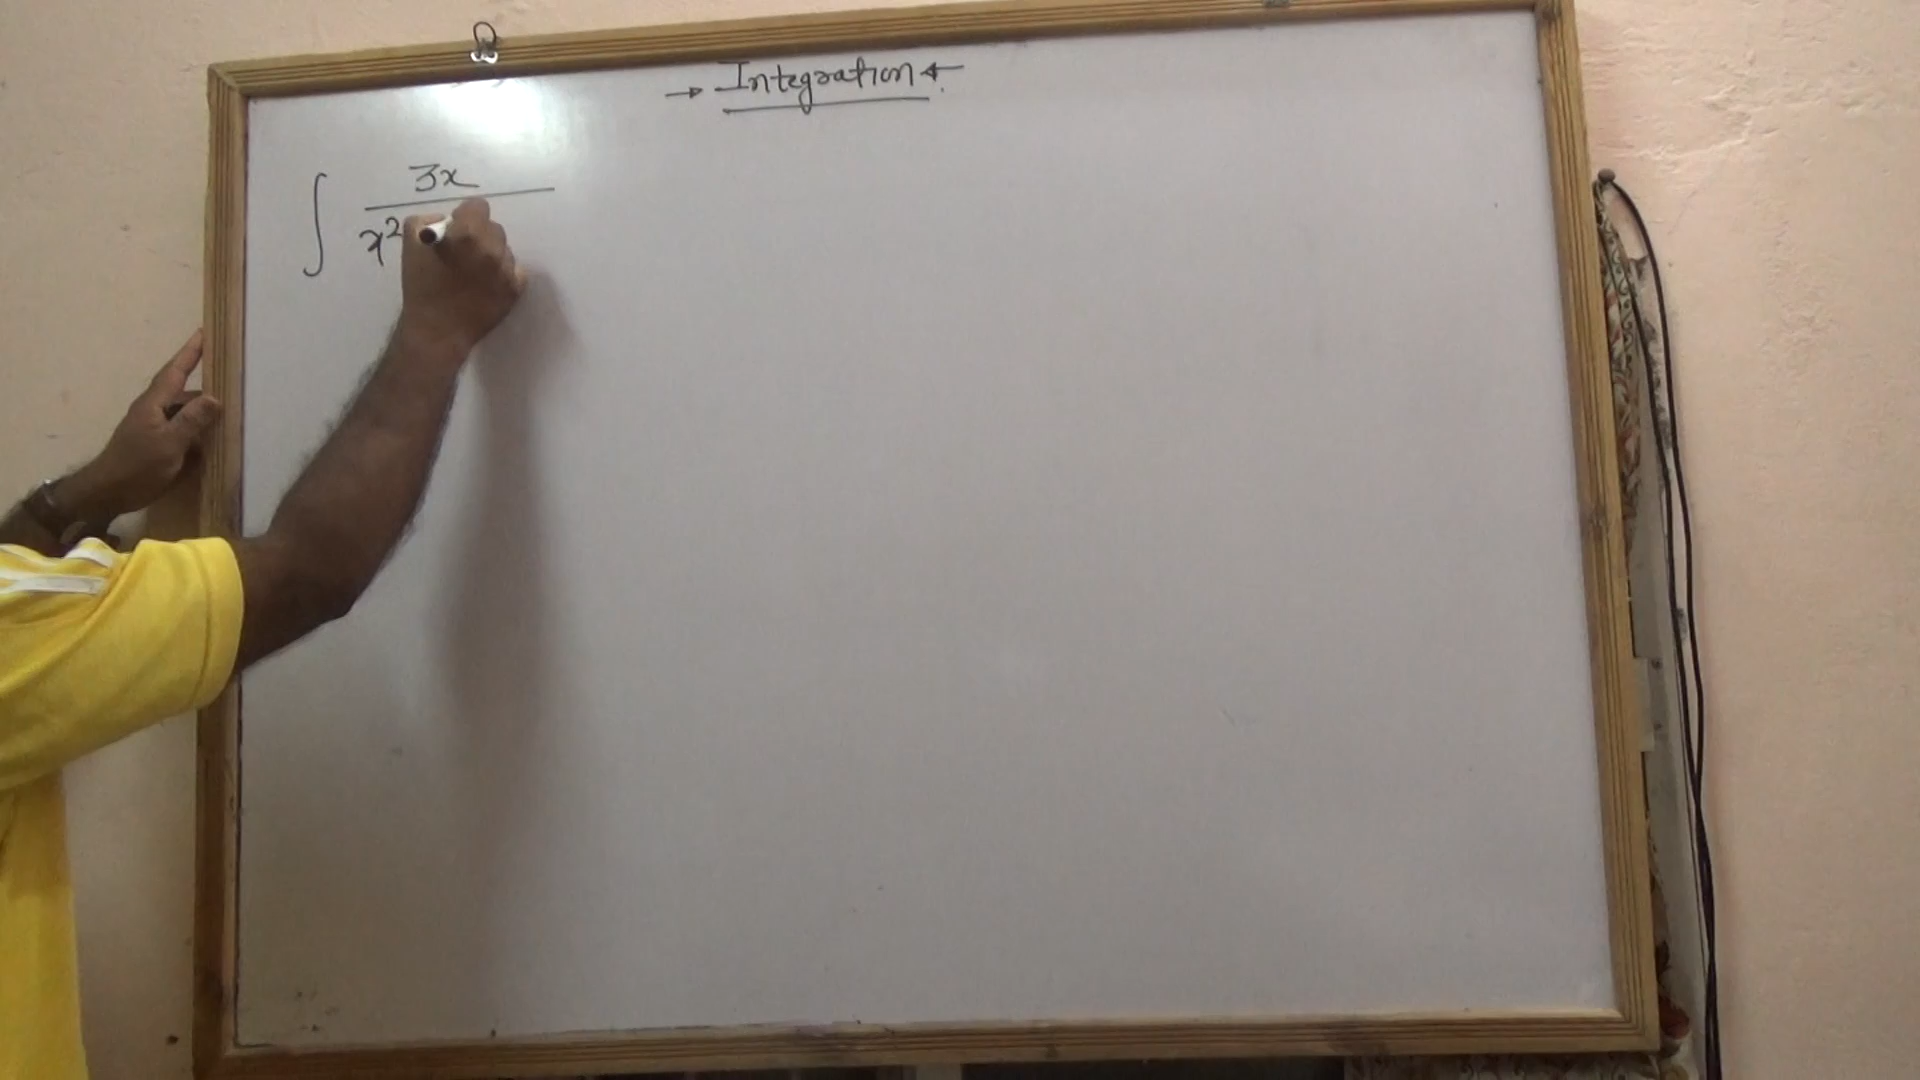 → Integration ←
∫ 3x
x²